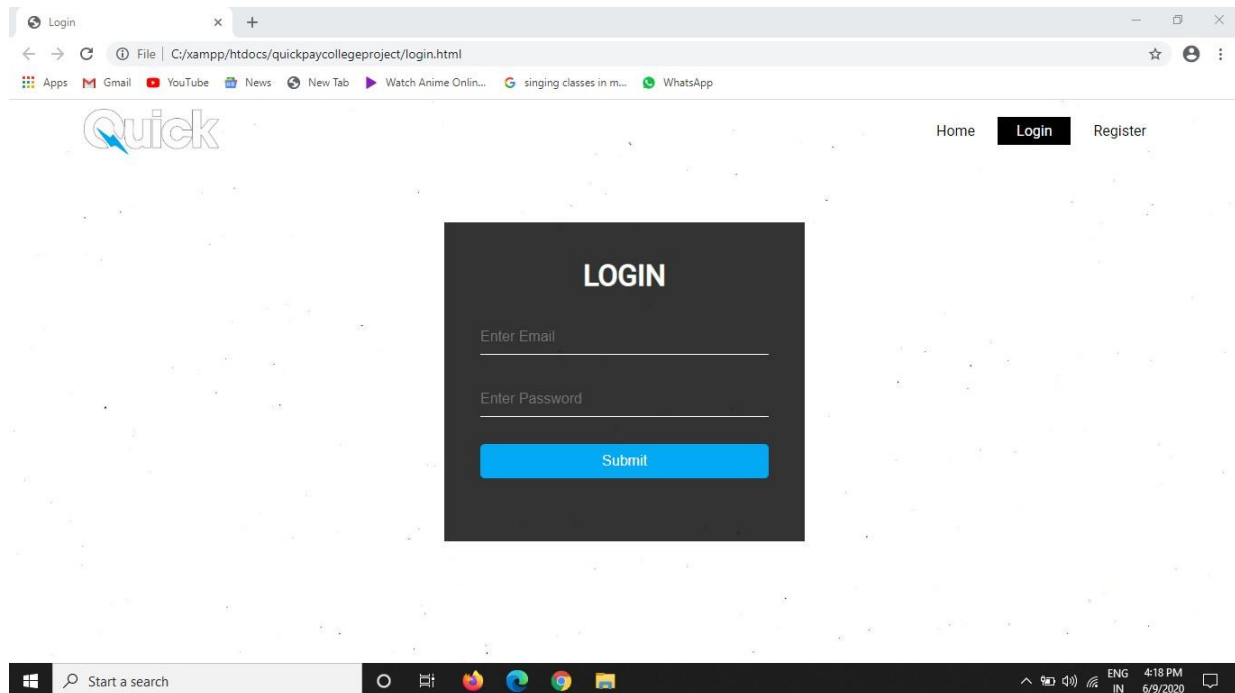 Login
File | C:/xampp/htdocs/quickpaycollegeproject/login.html
Apps Gmail YouTube News New Tab Watch Anime Onlin... singing classes in m... WhatsApp
Quick
Home Login Register
LOGIN
Enter Email
Enter Password
Submit
Start a search
ENG 4:18 PM
IN 6/9/2020